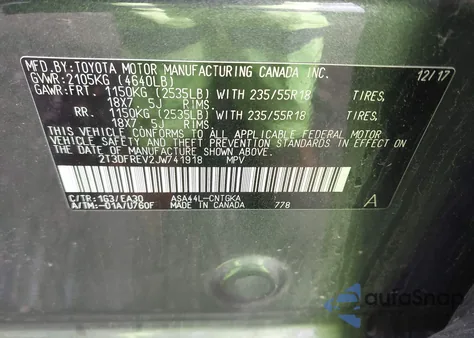 MFD. BY: TOYOTA MOTOR MANUFACTURING CANADA INC. 12/17
GVWR: 2105KG (4640LB)
GAWR: FRT. 1150KG (2535LB) WITH 235/55R18 TIRES,
18X7.5J RIMS.
RR. 1150KG (2535LB) WITH 235/55R18 TIRES,
18X7.5J RIMS.
THIS VEHICLE CONFORMS TO ALL APPLICABLE FEDERAL MOTOR
VEHICLE SAFETY AND THEFT PREVENTION STANDARDS IN EFFECT
ON THE DATE OF MANUFACTURE SHOWN ABOVE.
2T3DFREV2JW741918 MPV
C/TR: 1G3/EA30 ASA44L-CNTGKA
A/TM: -01A/U760F MADE IN CANADA 778 A
autoSnap